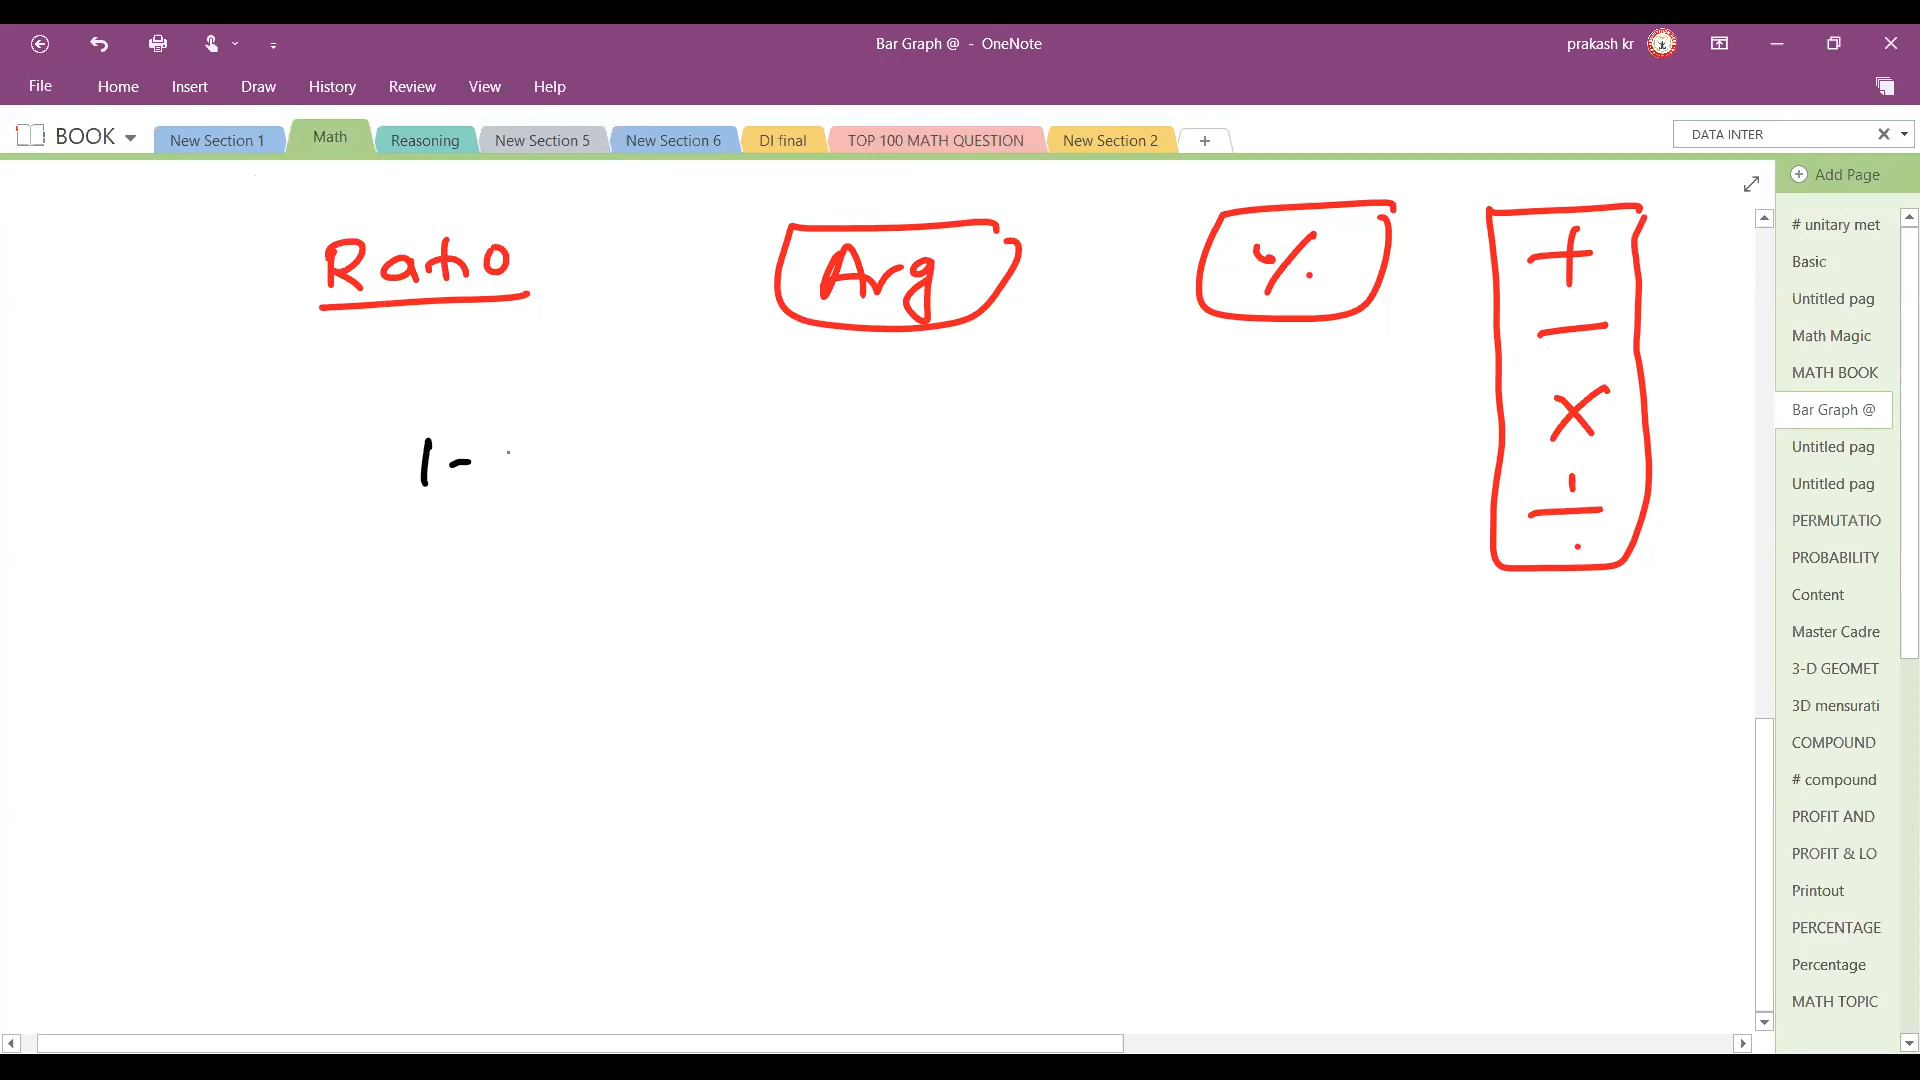 Bar Graph @ - OneNote
prakash kr
File Home Insert Draw History Review View Help
BOOK New Section 1 Math Reasoning New Section 5 New Section 6 DI final TOP 100 MATH QUESTION New Section 2 +
DATA INTER
Add Page
# unitary met
Basic
Untitled pag
Math Magic
MATH BOOK
Bar Graph @
Untitled pag
Untitled pag
PERMUTATIO
PROBABILITY
Content
Master Cadre
3-D GEOMET
3D mensurati
COMPOUND
# compound
PROFIT AND
PROFIT & LO
Printout
PERCENTAGE
Percentage
MATH TOPIC
Ratio Arg %
+
−
×
÷
1-